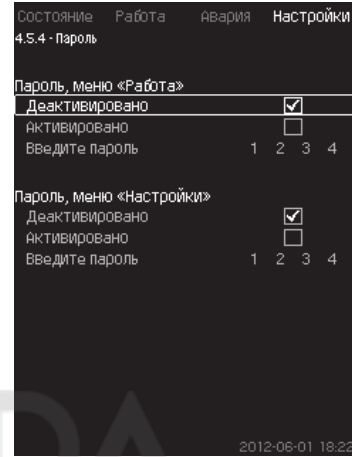 Состояние Работа Авария Настройки
4.5.4 - Пароль
Пароль, меню «Работа»
Деактивировано
Активировано
Введите пароль 1 2 3 4
Пароль, меню «Настройки»
Деактивировано
Активировано
Введите пароль 1 2 3 4
DA
2012-06-01 18:22